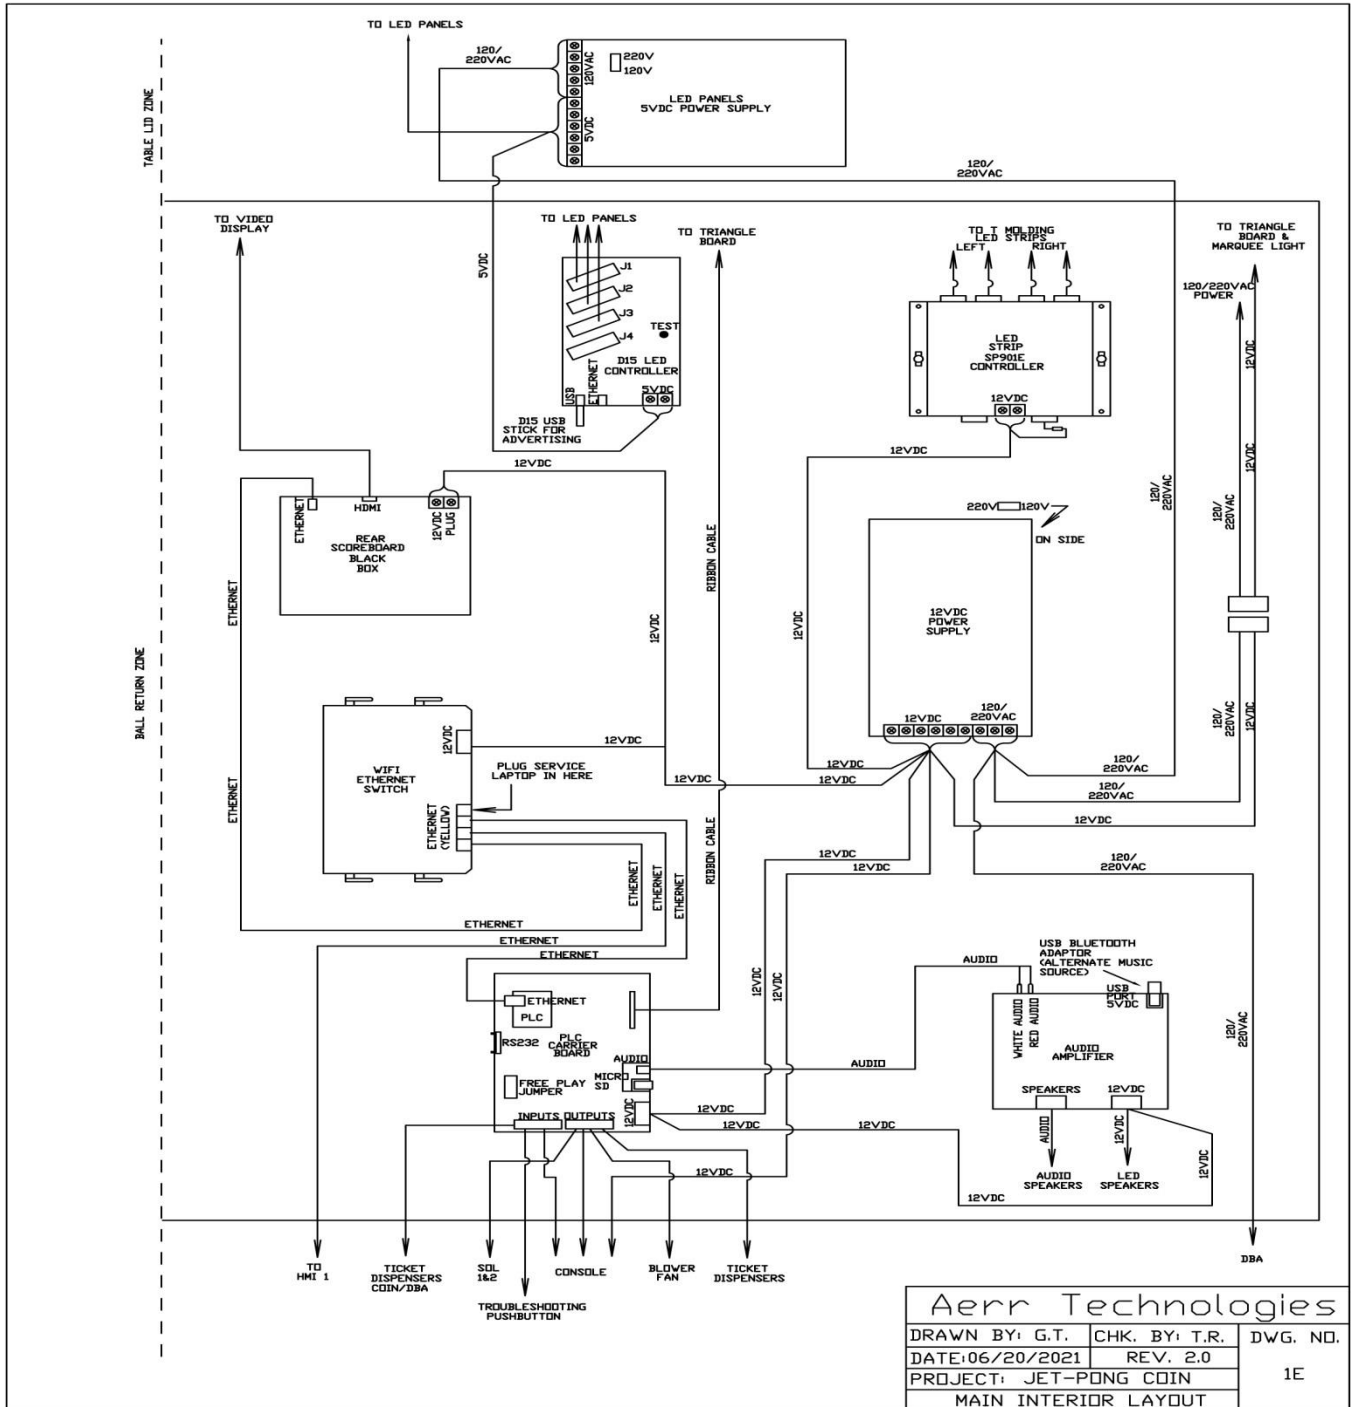 TO LED PANELS
120/
220VAC
120VAC
5VDC
220V
120V
LED PANELS
5VDC POWER SUPPLY
TABLE LID ZONE
120/
220VAC
TO VIDEO
DISPLAY
5VDC
TO LED PANELS
J1
J2
J3
J4
TEST
D15 LED
CONTROLLER
USB
ETHERNET
5VDC
D15 USB
STICK FOR
ADVERTISING
TO TRIANGLE
BOARD
TO T MOLDING
LED STRIPS
LEFT
RIGHT
LED
STRIP
SP901E
CONTROLLER
12VDC
TO TRIANGLE
BOARD &
MARQUEE LIGHT
120/220VAC
POWER
12VDC
12VDC
12VDC
12VDC
ETHERNET
HDMI
12VDC
PLUG
REAR
SCOREBOARD
BLACK
BOX
ETHERNET
RIBBON CABLE
12VDC
12VDC
220V
120V
ON SIDE
120/
220VAC
120/
220VAC
12VDC
POWER
SUPPLY
12VDC
120/
220VAC
120/
220VAC
12VDC
BALL RETURN ZONE
12VDC
WIFI
ETHERNET
SWITCH
12VDC
PLUG SERVICE
LAPTOP IN HERE
ETHERNET
(YELLOW)
ETHERNET
12VDC
12VDC
12VDC
120/
220VAC
120/
220VAC
12VDC
RIBBON CABLE
12VDC
12VDC
120/
220VAC
ETHERNET
ETHERNET
ETHERNET
ETHERNET
ETHERNET
ETHERNET
12VDC
12VDC
AUDIO
USB BLUETOOTH
ADAPTOR
(ALTERNATE MUSIC
SOURCE)
USB
PORT
5VDC
WHITE AUDIO
RED AUDIO
AUDIO
AMPLIFIER
SPEAKERS
12VDC
120/
220VAC
ETHERNET
PLC
RS232
PLC
CARRIER
BOARD
AUDIO
MICRO
SD
FREE PLAY
JUMPER
INPUTS
OUTPUTS
12VDC
AUDIO
12VDC
12VDC
12VDC
AUDIO
12VDC
12VDC
AUDIO
SPEAKERS
LED
SPEAKERS
12VDC
12VDC
TO
HMI 1
TICKET
DISPENSERS
COIN/DBA
SOL
1&2
CONSOLE
BLOWER
FAN
TICKET
DISPENSERS
DBA
TROUBLESHOOTING
PUSHBUTTON
Aerr Technologies
DRAWN BY: G.T.
CHK. BY: T.R.
DWG. NO.
DATE:06/20/2021
REV. 2.0
1E
PROJECT: JET-PONG COIN
MAIN INTERIOR LAYOUT